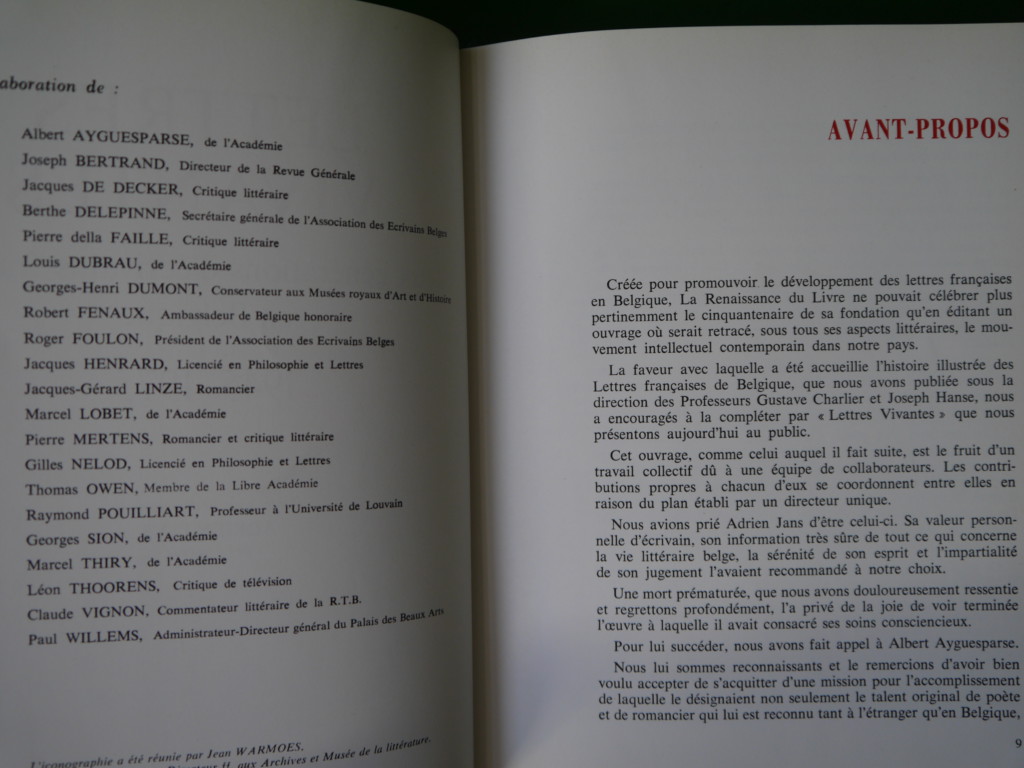 aboration de :
Albert AYGUESPARSE, de l'Académie
Joseph BERTRAND, Directeur de la Revue Générale
Jacques DE DECKER, Critique littéraire
Berthe DELEPINNE, Secrétaire générale de l'Association des Ecrivains Belges
Pierre della FAILLE, Critique littéraire
Louis DUBRAU, de l'Académie
Georges-Henri DUMONT, Conservateur aux Musées royaux d'Art et d'Histoire
Robert FENAUX, Ambassadeur de Belgique honoraire
Roger FOULON, Président de l'Association des Ecrivains Belges
Jacques HENRARD, Licencié en Philosophie et Lettres
Jacques-Gérard LINZE, Romancier
Marcel LOBET, de l'Académie
Pierre MERTENS, Romancier et critique littéraire
Gilles NELOD, Licencié en Philosophie et Lettres
Thomas OWEN, Membre de la Libre Académie
Raymond POUILLIART, Professeur à l'Université de Louvain
Georges SION, de l'Académie
Marcel THIRY, de l'Académie
Léon THOORENS, Critique de télévision
Claude VIGNON, Commentateur littéraire de la R.T.B.
Paul WILLEMS, Administrateur-Directeur général du Palais des Beaux Arts
L'iconographie a été réunie par Jean WARMOES,
aux Archives et Musée de la littérature.
AVANT-PROPOS
Créée pour promouvoir le développement des lettres françaises
en Belgique, La Renaissance du Livre ne pouvait célébrer plus
pertinemment le cinquantenaire de sa fondation qu'en éditant un
ouvrage où serait retracé, sous tous ses aspects littéraires, le mou-
vement intellectuel contemporain dans notre pays.
La faveur avec laquelle a été accueillie l'histoire illustrée des
Lettres françaises de Belgique, que nous avons publiée sous la
direction des Professeurs Gustave Charlier et Joseph Hanse, nous
a encouragés à la compléter par « Lettres Vivantes » que nous
présentons aujourd'hui au public.
Cet ouvrage, comme celui auquel il fait suite, est le fruit d'un
travail collectif dû à une équipe de collaborateurs. Les contri-
butions propres à chacun d'eux se coordonnent entre elles en
raison du plan établi par un directeur unique.
Nous avions prié Adrien Jans d'être celui-ci. Sa valeur person-
nelle d'écrivain, son information très sûre de tout ce qui concerne
la vie littéraire belge, la sérénité de son esprit et l'impartialité
de son jugement l'avaient recommandé à notre choix.
Une mort prématurée, que nous avons douloureusement ressentie
et regrettons profondément, l'a privé de la joie de voir terminée
l'œuvre à laquelle il avait consacré ses soins consciencieux.
Pour lui succéder, nous avons fait appel à Albert Ayguesparse.
Nous lui sommes reconnaissants et le remercions d'avoir bien
voulu accepter de s'acquitter d'une mission pour l'accomplissement
de laquelle le désignaient non seulement le talent original de poète
et de romancier qui lui est reconnu tant à l'étranger qu'en Belgique,
9